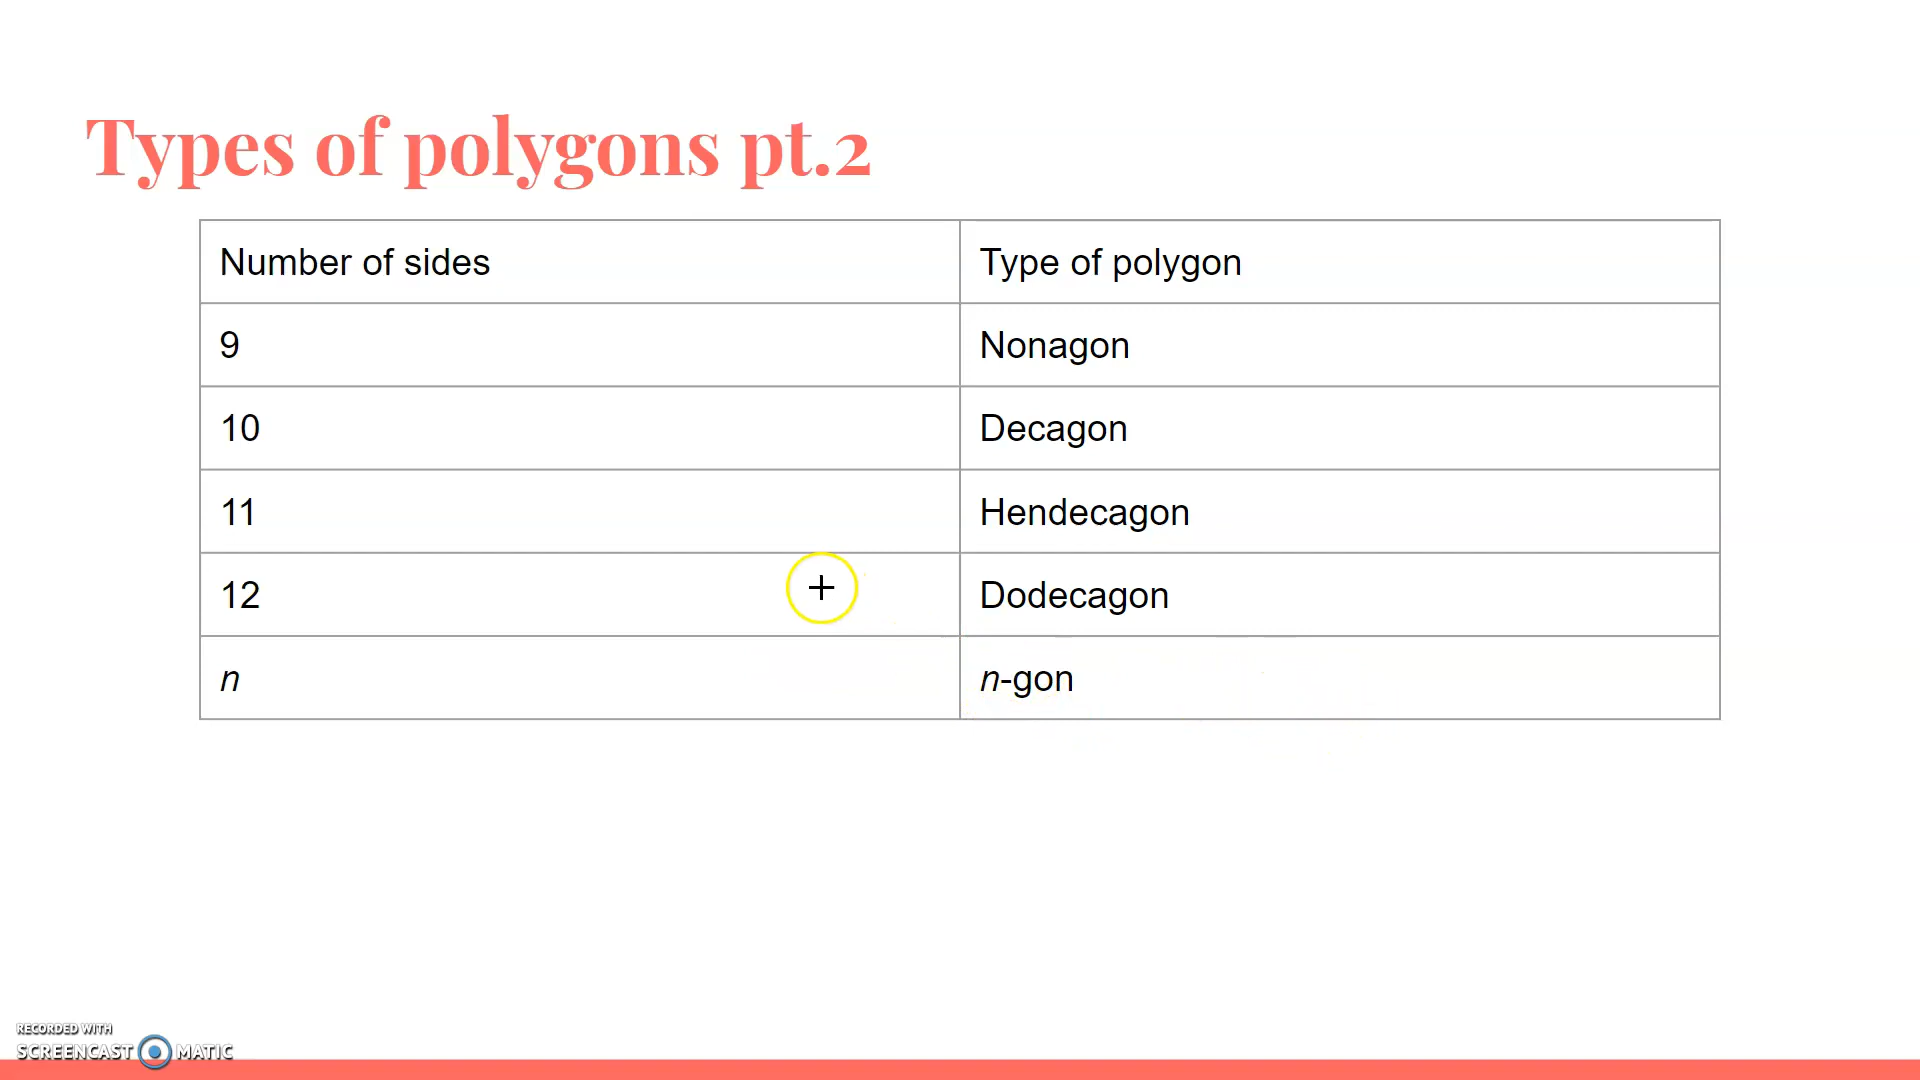 Types of polygons pt.2
Number of sides Type of polygon
9 Nonagon
10 Decagon
11 Hendecagon
12 Dodecagon
n n-gon
RECORDED WITH
SCREENCAST MATIC